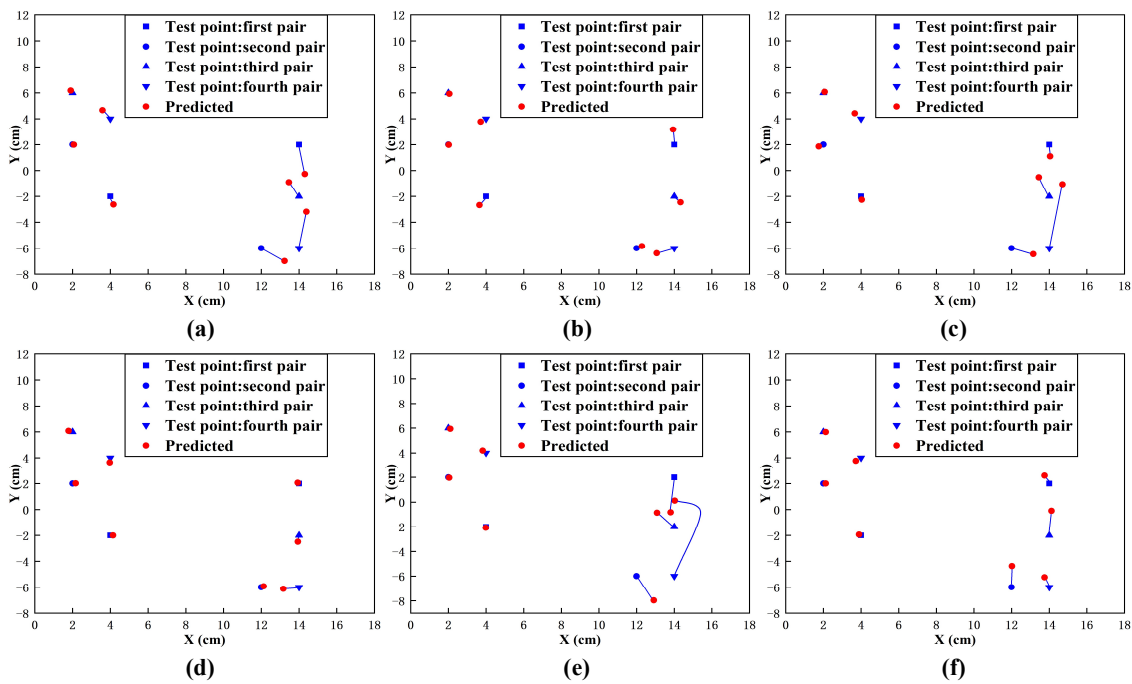 12
10
8
6
4
2
0
−2
−4
−6
−8
Y (cm)
Test point:first pair
Test point:second pair
Test point:third pair
Test point:fourth pair
Predicted
0 2 4 6 8 10 12 14 16 18
X (cm)
(a)
12
10
8
6
4
2
0
−2
−4
−6
−8
Y (cm)
Test point:first pair
Test point:second pair
Test point:third pair
Test point:fourth pair
Predicted
0 2 4 6 8 10 12 14 16 18
X (cm)
(b)
12
10
8
6
4
2
0
−2
−4
−6
−8
Y (cm)
Test point:first pair
Test point:second pair
Test point:third pair
Test point:fourth pair
Predicted
0 2 4 6 8 10 12 14 16 18
X (cm)
(c)
12
10
8
6
4
2
0
−2
−4
−6
−8
Y (cm)
Test point:first pair
Test point:second pair
Test point:third pair
Test point:fourth pair
Predicted
0 2 4 6 8 10 12 14 16 18
X (cm)
(d)
12
10
8
6
4
2
0
2
−4
−6
−8
Y (cm)
Test point:first pair
Test point:second pair
Test point:third pair
Test point:fourth pair
Predicted
0 2 4 6 8 10 12 14 16 18
X (cm)
(e)
12
10
8
6
4
2
0
−2
−4
−6
−8
Y (cm)
Test point:first pair
Test point:second pair
Test point:third pair
Test point:fourth pair
Predicted
0 2 4 6 8 10 12 14 16 18
X (cm)
(f)